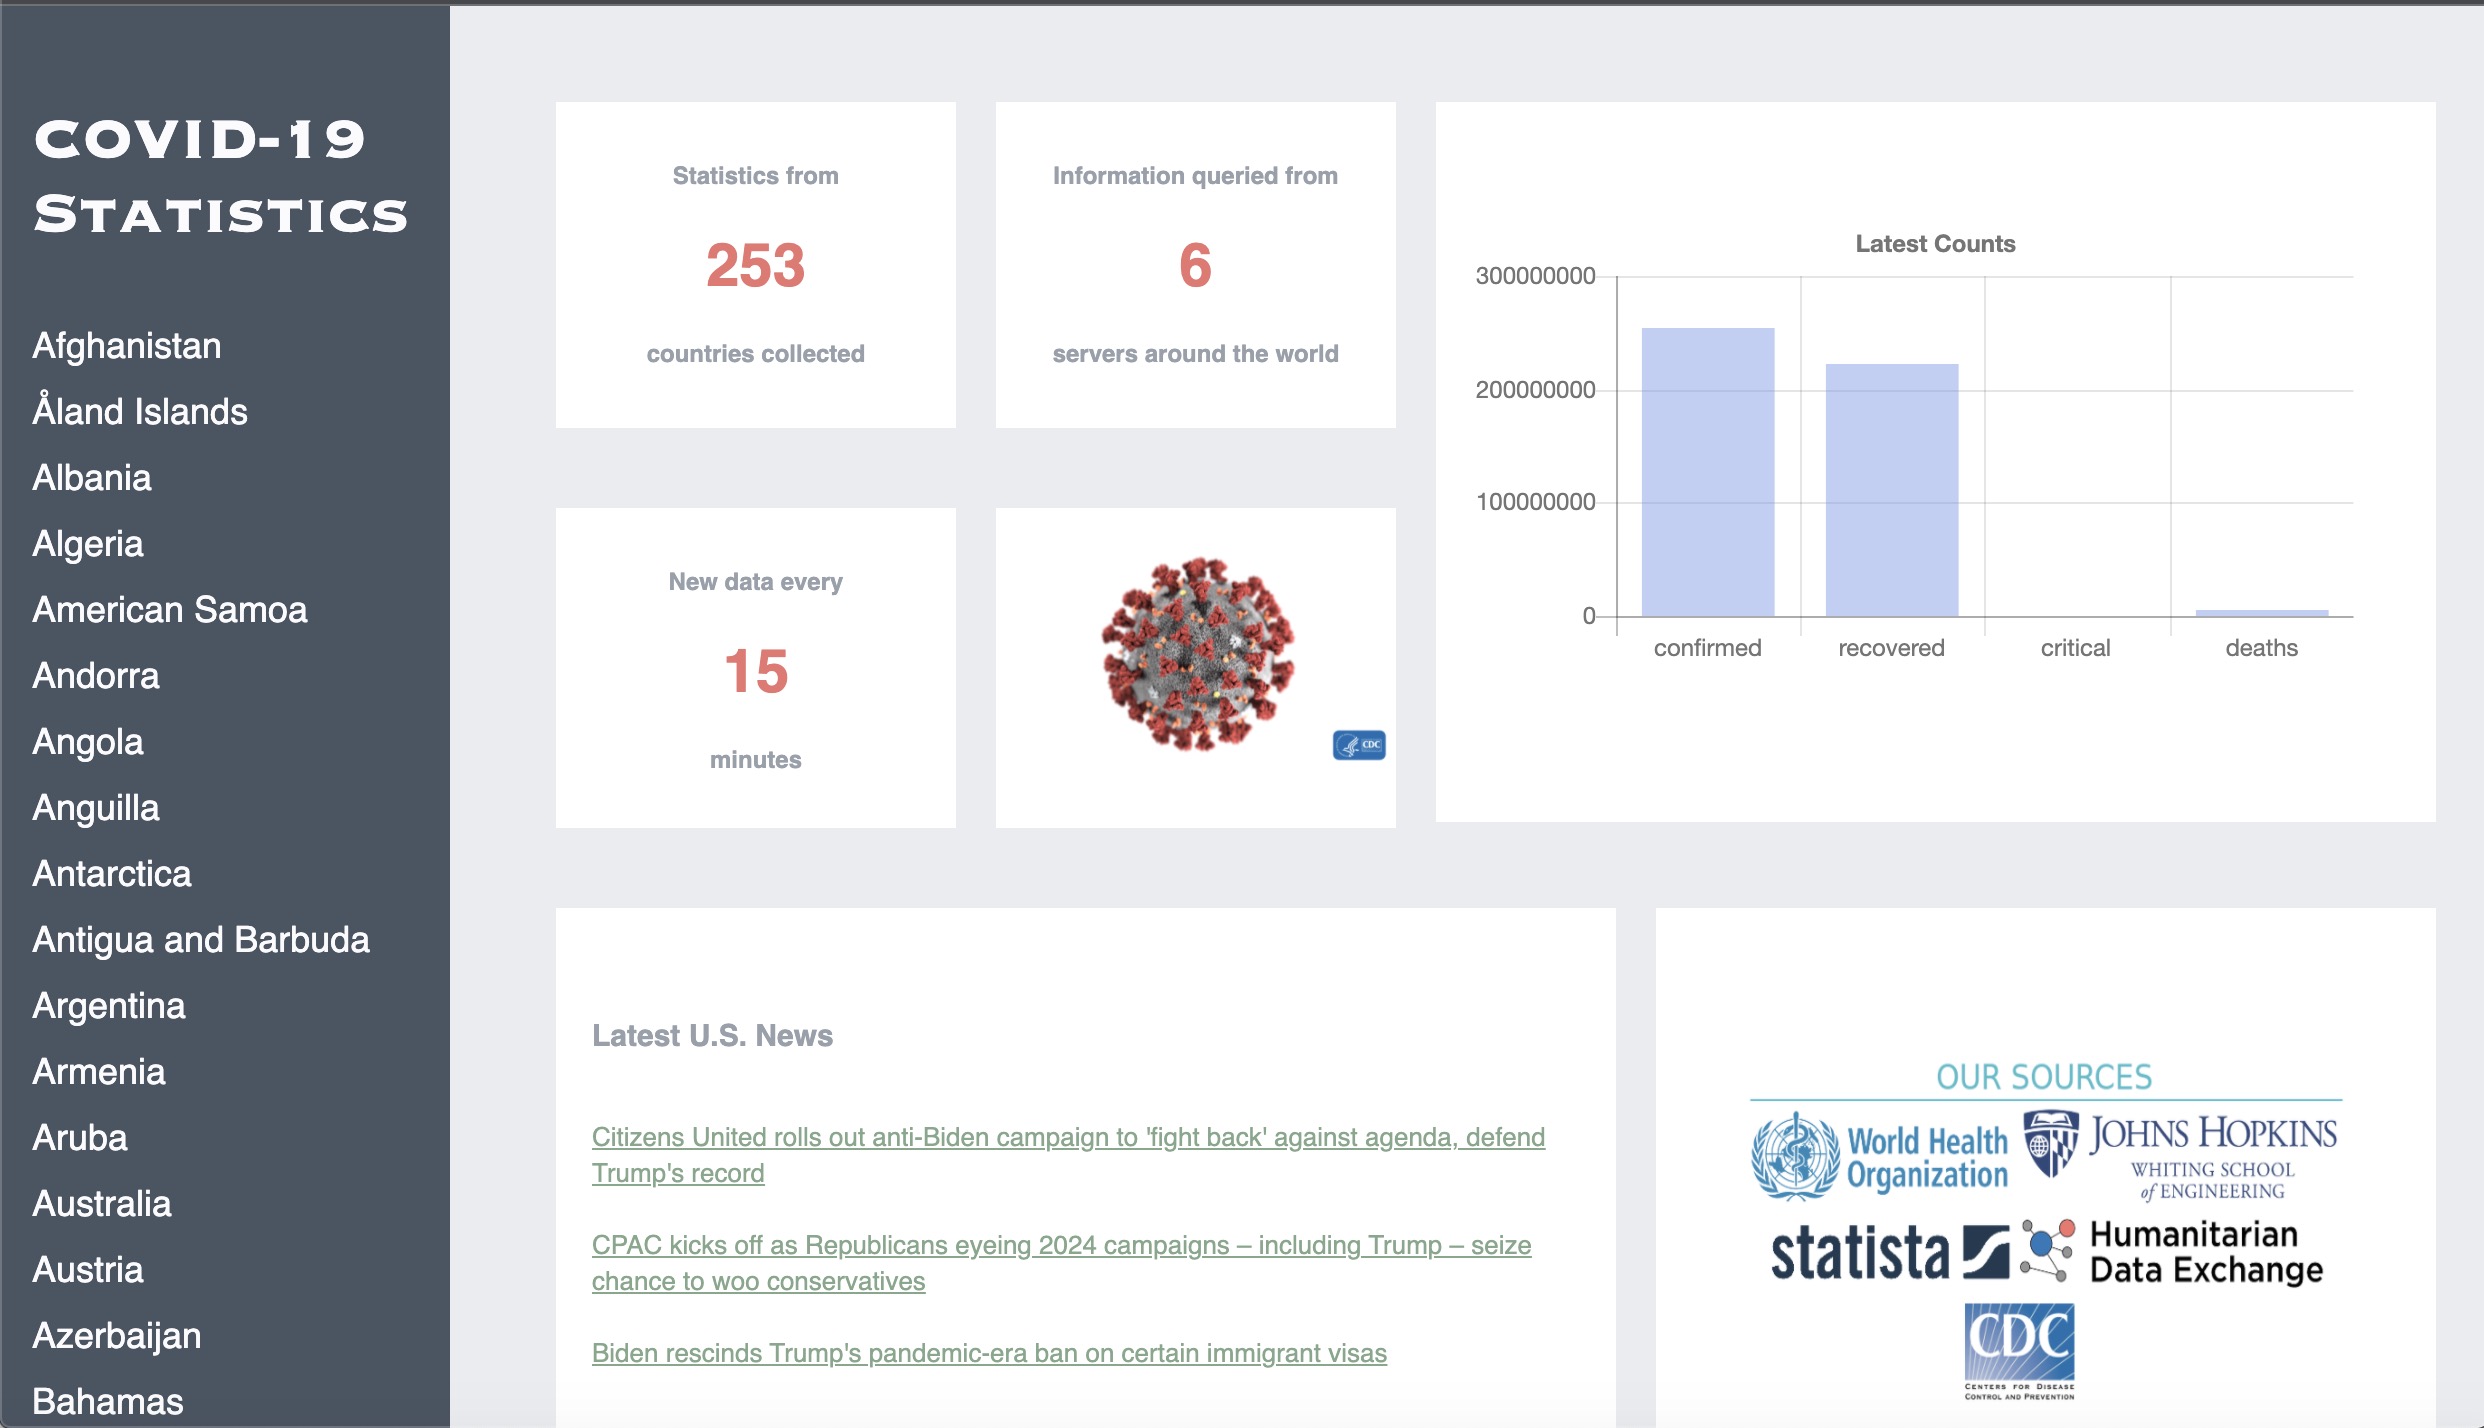 COVID-19
STATISTICS
Afghanistan
Åland Islands
Albania
Algeria
American Samoa
Andorra
Angola
Anguilla
Antarctica
Antigua and Barbuda
Argentina
Armenia
Aruba
Australia
Austria
Azerbaijan
Bahamas
Statistics from
253
countries collected
Information queried from
6
servers around the world
New data every
15
minutes
CDC
Latest Counts
300000000
200000000
100000000
0
confirmed
recovered
critical
deaths
Latest U.S. News
Citizens United rolls out anti-Biden campaign to 'fight back' against agenda, defend
Trump's record
CPAC kicks off as Republicans eyeing 2024 campaigns – including Trump – seize
chance to woo conservatives
Biden rescinds Trump's pandemic-era ban on certain immigrant visas
OUR SOURCES
World Health
Organization
JOHNS HOPKINS
WHITING SCHOOL
of ENGINEERING
statista
Humanitarian
Data Exchange
CDC
CENTERS FOR DISEASE
CONTROL AND PREVENTION